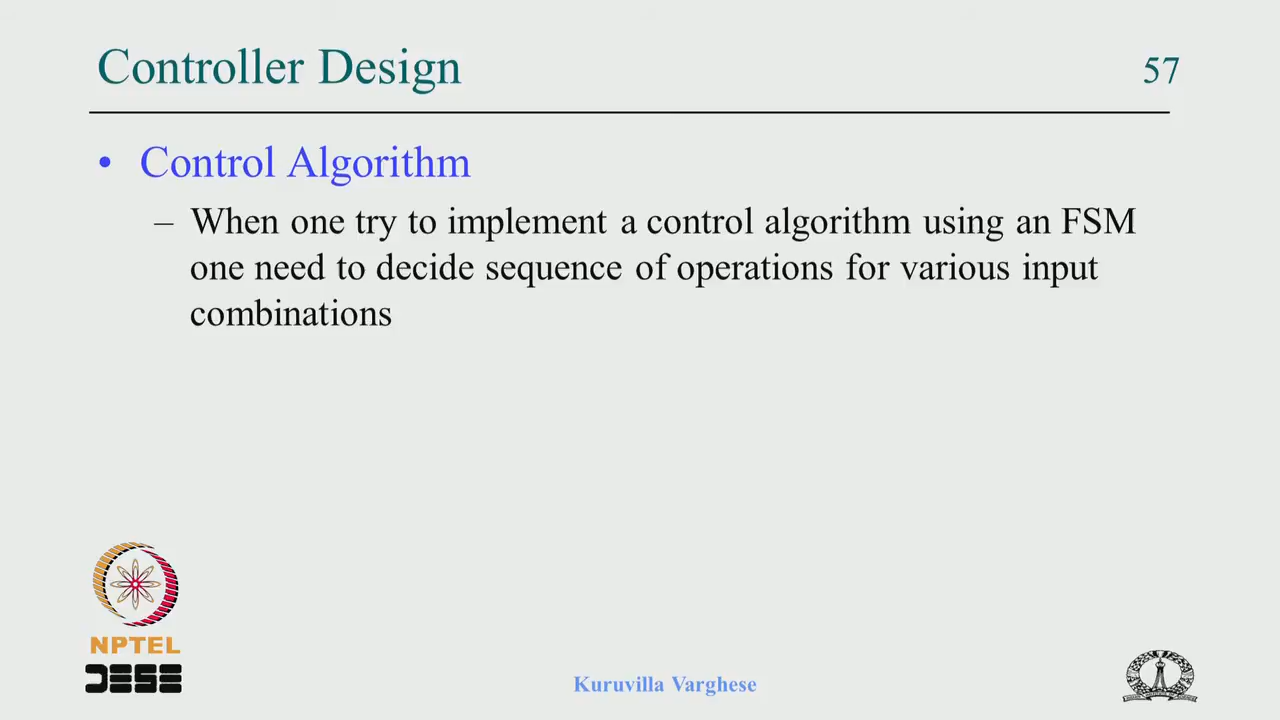 Controller Design
57
• Control Algorithm
– When one try to implement a control algorithm using an FSM
one need to decide sequence of operations for various input
combinations
NPTEL
DESE
Kuruvilla Varghese